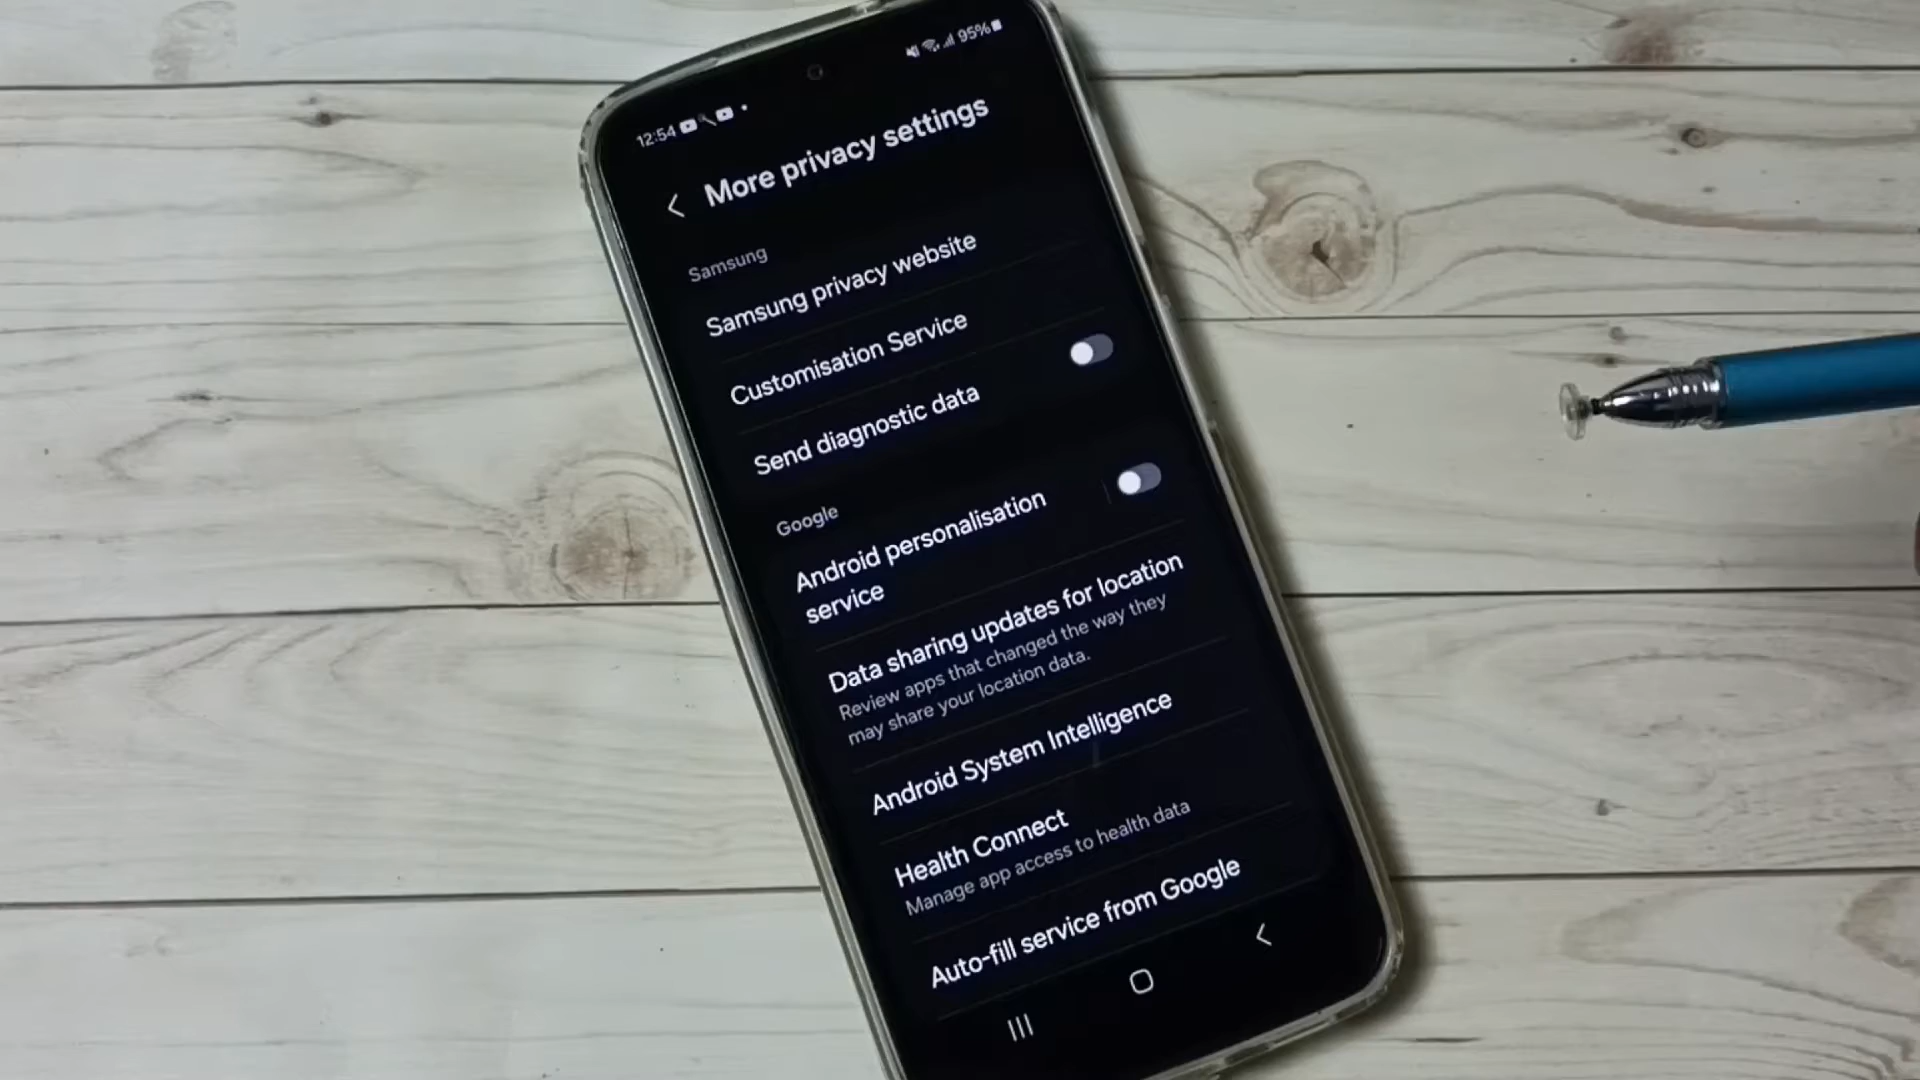 12:54
95%
More privacy settings
Samsung
Samsung privacy website
Customisation Service
Send diagnostic data
Google
Android personalisation
service
Data sharing updates for location
Review apps that changed the way they
may share your location data.
Android System Intelligence
Health Connect
Manage app access to health data
Auto-fill service from Google